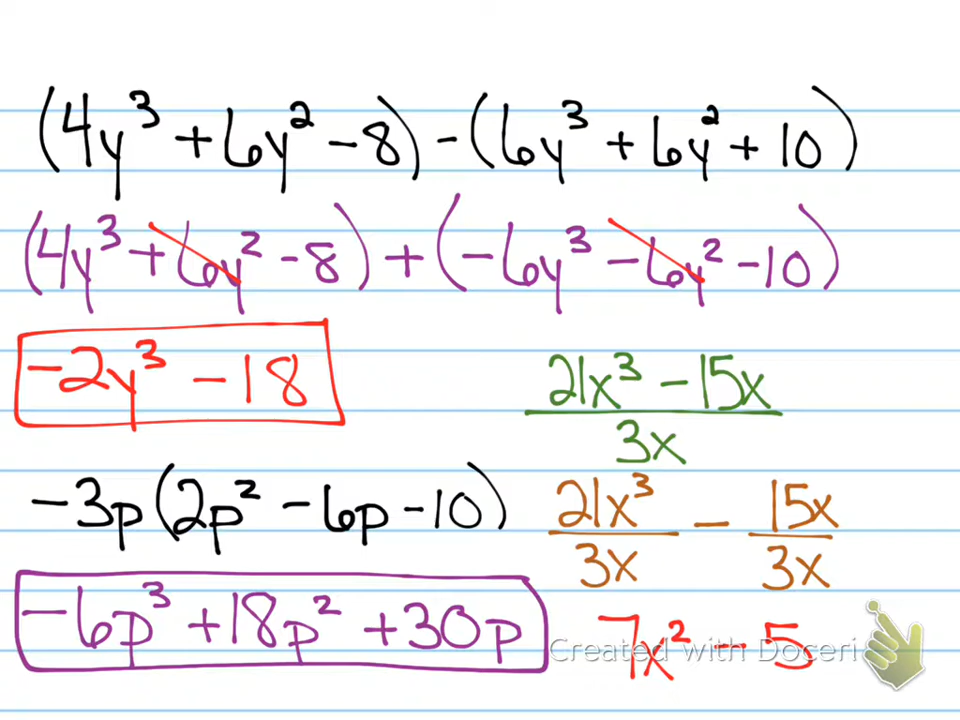 (4y³ + 6y² - 8) - (6y³ + 6y² + 10)
(4y³ + 6y² - 8) + (-6y³ - 6y² - 10)
-2y³ - 18
-3p(2p² - 6p - 10)
-6p³ + 18p² + 30p
21x³ - 15x
3x
21x³ - 15x
3x 3x
7x² - 5
Created with Doceri